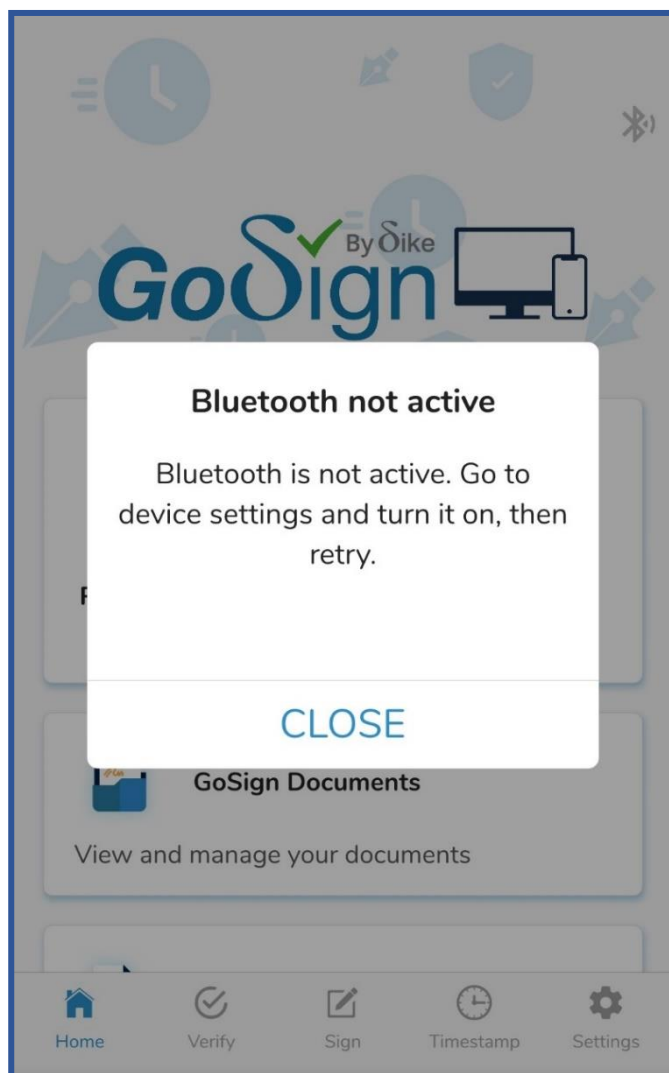 GoSign
By Dike
Bluetooth not active
Bluetooth is not active. Go to
device settings and turn it on, then
retry.
CLOSE
GoSign Documents
View and manage your documents
Home Verify Sign Timestamp Settings